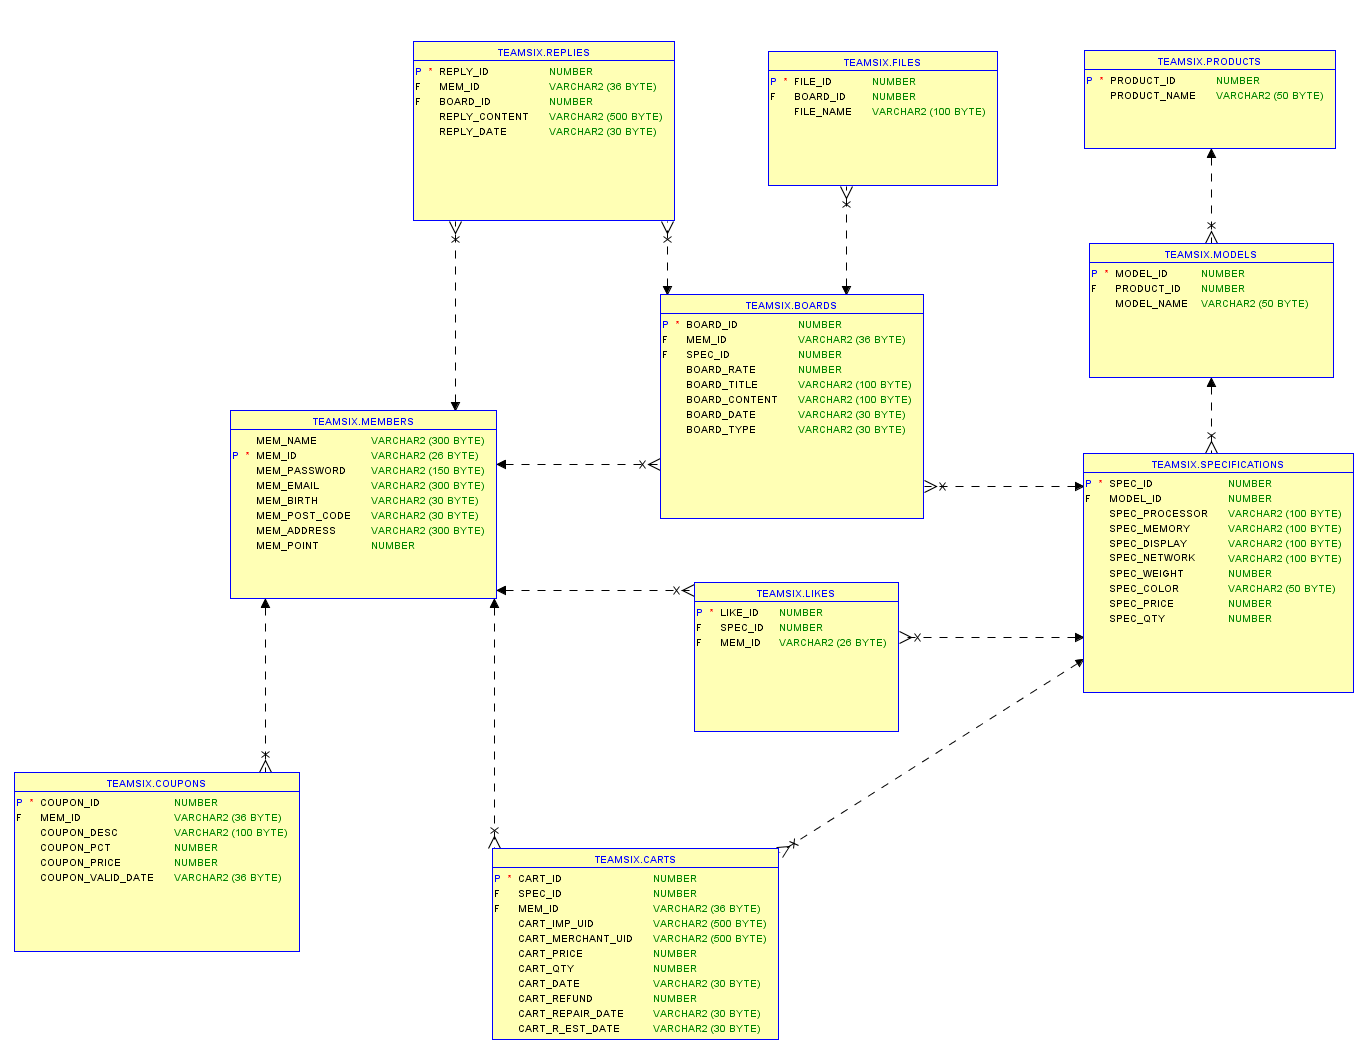 TEAMSIX.REPLIES
P * REPLY_ID NUMBER
F MEM_ID VARCHAR2 (36 BYTE)
F BOARD_ID NUMBER
REPLY_CONTENT VARCHAR2 (500 BYTE)
REPLY_DATE VARCHAR2 (30 BYTE)
TEAMSIX.FILES
P * FILE_ID NUMBER
F BOARD_ID NUMBER
FILE_NAME VARCHAR2 (100 BYTE)
TEAMSIX.PRODUCTS
P * PRODUCT_ID NUMBER
PRODUCT_NAME VARCHAR2 (50 BYTE)
TEAMSIX.MODELS
P * MODEL_ID NUMBER
F PRODUCT_ID NUMBER
MODEL_NAME VARCHAR2 (50 BYTE)
TEAMSIX.BOARDS
P * BOARD_ID NUMBER
F MEM_ID VARCHAR2 (36 BYTE)
F SPEC_ID NUMBER
BOARD_RATE NUMBER
BOARD_TITLE VARCHAR2 (100 BYTE)
BOARD_CONTENT VARCHAR2 (100 BYTE)
BOARD_DATE VARCHAR2 (30 BYTE)
BOARD_TYPE VARCHAR2 (30 BYTE)
TEAMSIX.MEMBERS
MEM_NAME VARCHAR2 (300 BYTE)
P * MEM_ID VARCHAR2 (26 BYTE)
MEM_PASSWORD VARCHAR2 (150 BYTE)
MEM_EMAIL VARCHAR2 (300 BYTE)
MEM_BIRTH VARCHAR2 (30 BYTE)
MEM_POST_CODE VARCHAR2 (30 BYTE)
MEM_ADDRESS VARCHAR2 (300 BYTE)
MEM_POINT NUMBER
TEAMSIX.SPECIFICATIONS
P * SPEC_ID NUMBER
F MODEL_ID NUMBER
SPEC_PROCESSOR VARCHAR2 (100 BYTE)
SPEC_MEMORY VARCHAR2 (100 BYTE)
SPEC_DISPLAY VARCHAR2 (100 BYTE)
SPEC_NETWORK VARCHAR2 (100 BYTE)
SPEC_WEIGHT NUMBER
SPEC_COLOR VARCHAR2 (50 BYTE)
SPEC_PRICE NUMBER
SPEC_QTY NUMBER
TEAMSIX.LIKES
P * LIKE_ID NUMBER
F SPEC_ID NUMBER
F MEM_ID VARCHAR2 (26 BYTE)
TEAMSIX.COUPONS
P * COUPON_ID NUMBER
F MEM_ID VARCHAR2 (36 BYTE)
COUPON_DESC VARCHAR2 (100 BYTE)
COUPON_PCT NUMBER
COUPON_PRICE NUMBER
COUPON_VALID_DATE VARCHAR2 (36 BYTE)
TEAMSIX.CARTS
P * CART_ID NUMBER
F SPEC_ID NUMBER
F MEM_ID VARCHAR2 (36 BYTE)
CART_IMP_UID VARCHAR2 (500 BYTE)
CART_MERCHANT_UID VARCHAR2 (500 BYTE)
CART_PRICE NUMBER
CART_QTY NUMBER
CART_DATE VARCHAR2 (30 BYTE)
CART_REFUND NUMBER
CART_REPAIR_DATE VARCHAR2 (30 BYTE)
CART_R_EST_DATE VARCHAR2 (30 BYTE)